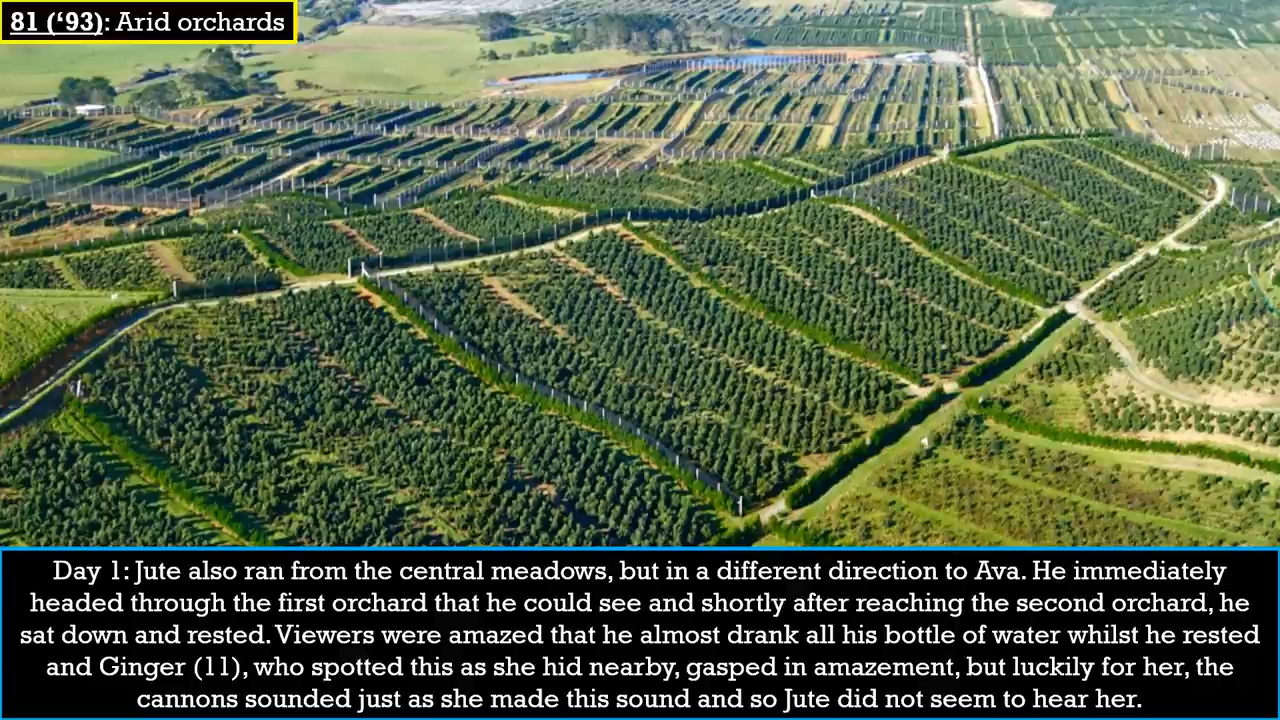 81 (‘93): Arid orchards
Day 1: Jute also ran from the central meadows, but in a different direction to Ava. He immediately
headed through the first orchard that he could see and shortly after reaching the second orchard, he
sat down and rested. Viewers were amazed that he almost drank all his bottle of water whilst he rested
and Ginger (11), who spotted this as she hid nearby, gasped in amazement, but luckily for her, the
cannons sounded just as she made this sound and so Jute did not seem to hear her.